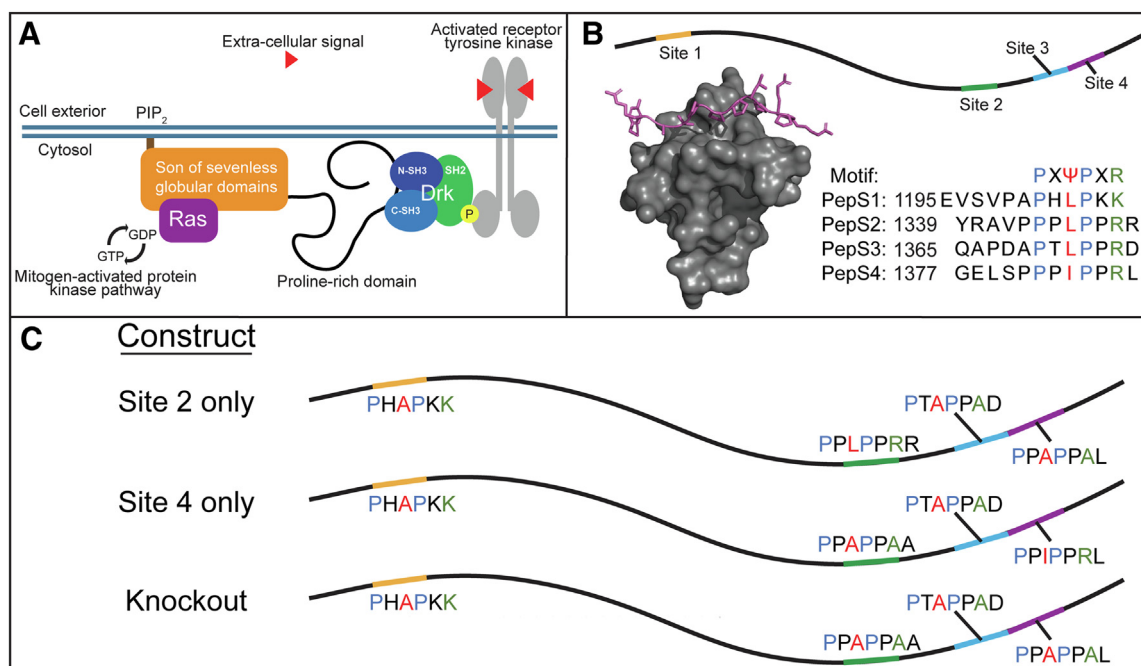 A
Extra-cellular signal
Activated receptor
tyrosine kinase
Cell exterior
PIP2
Cytosol
Son of sevenless
globular domains
Ras
N-SH3
SH2
Drk
C-SH3
P
GDP
GTP
Mitogen-activated protein
kinase pathway
Proline-rich domain
B
Site 1
Site 2
Site 3
Site 4
Motif: PXΨPXR
PepS1: 1195 EVSVPAPHLPKK
PepS2: 1339 YRAVPPPLPPRR
PepS3: 1365 QAPDAPTLPPRD
PepS4: 1377 GELSPPPIPPRL
C
Construct
Site 2 only
PHAPKK
PPLPPRR
PTAPPAD
PPAPPAL
Site 4 only
PHAPKK
PPAPPAA
PTAPPAD
PPIPPRL
Knockout
PHAPKK
PPAPPAA
PTAPPAD
PPAPPAL